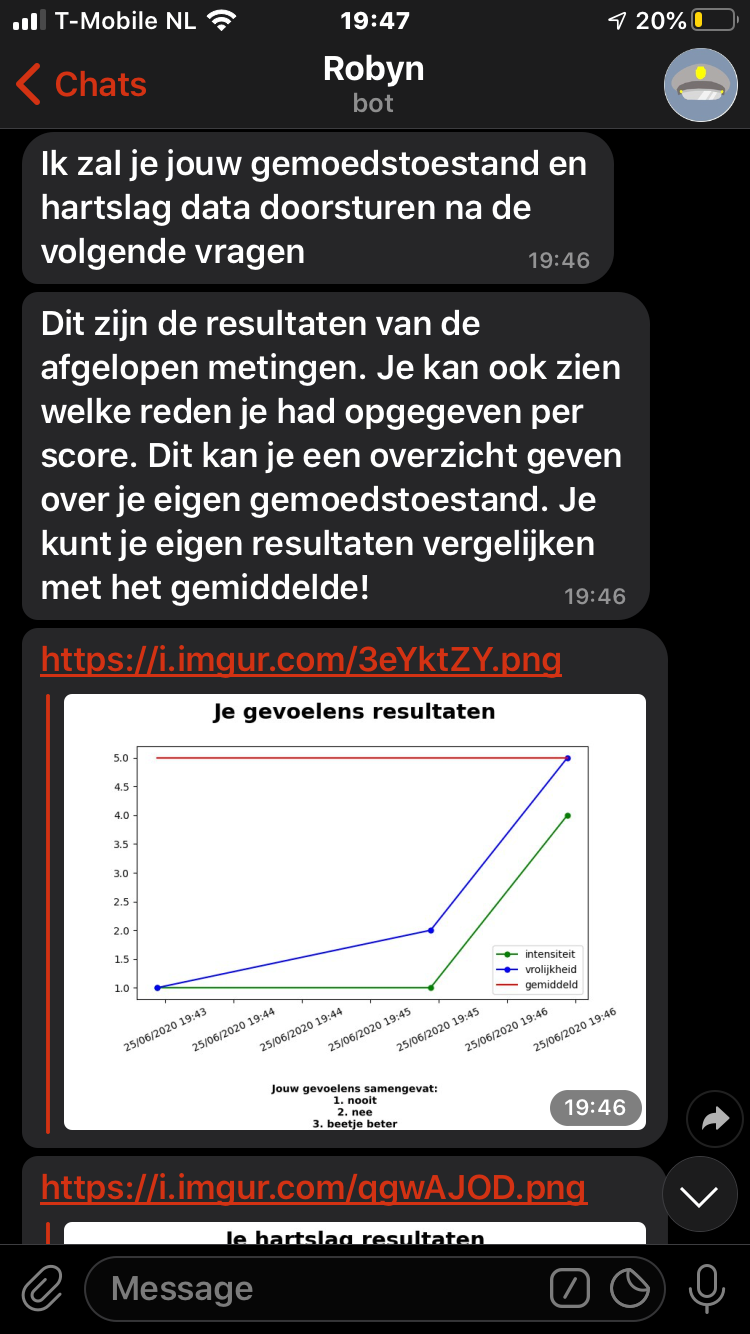 T-Mobile NL 19:47 20%
Chats Robyn
bot
Ik zal je jouw gemoedstoestand en
hartslag data doorsturen na de
volgende vragen 19:46
Dit zijn de resultaten van de
afgelopen metingen. Je kan ook zien
welke reden je had opgegeven per
score. Dit kan je een overzicht geven
over je eigen gemoedstoestand. Je
kunt je eigen resultaten vergelijken
met het gemiddelde! 19:46
https://i.imgur.com/3eYktZY.png
Je gevoelens resultaten
5.0
4.5
4.0
3.5
3.0
2.5
2.0
1.5
1.0
intensiteit
vrolijkheid
gemiddeld
25/06/2020 19:43 25/06/2020 19:44 25/06/2020 19:44 25/06/2020 19:45 25/06/2020 19:45 25/06/2020 19:46 25/06/2020 19:46
Jouw gevoelens samengevat:
1. nooit
2. nee
3. beetje beter
19:46
https://i.imgur.com/qgwAJOD.png
Je hartslag resultaten
Message